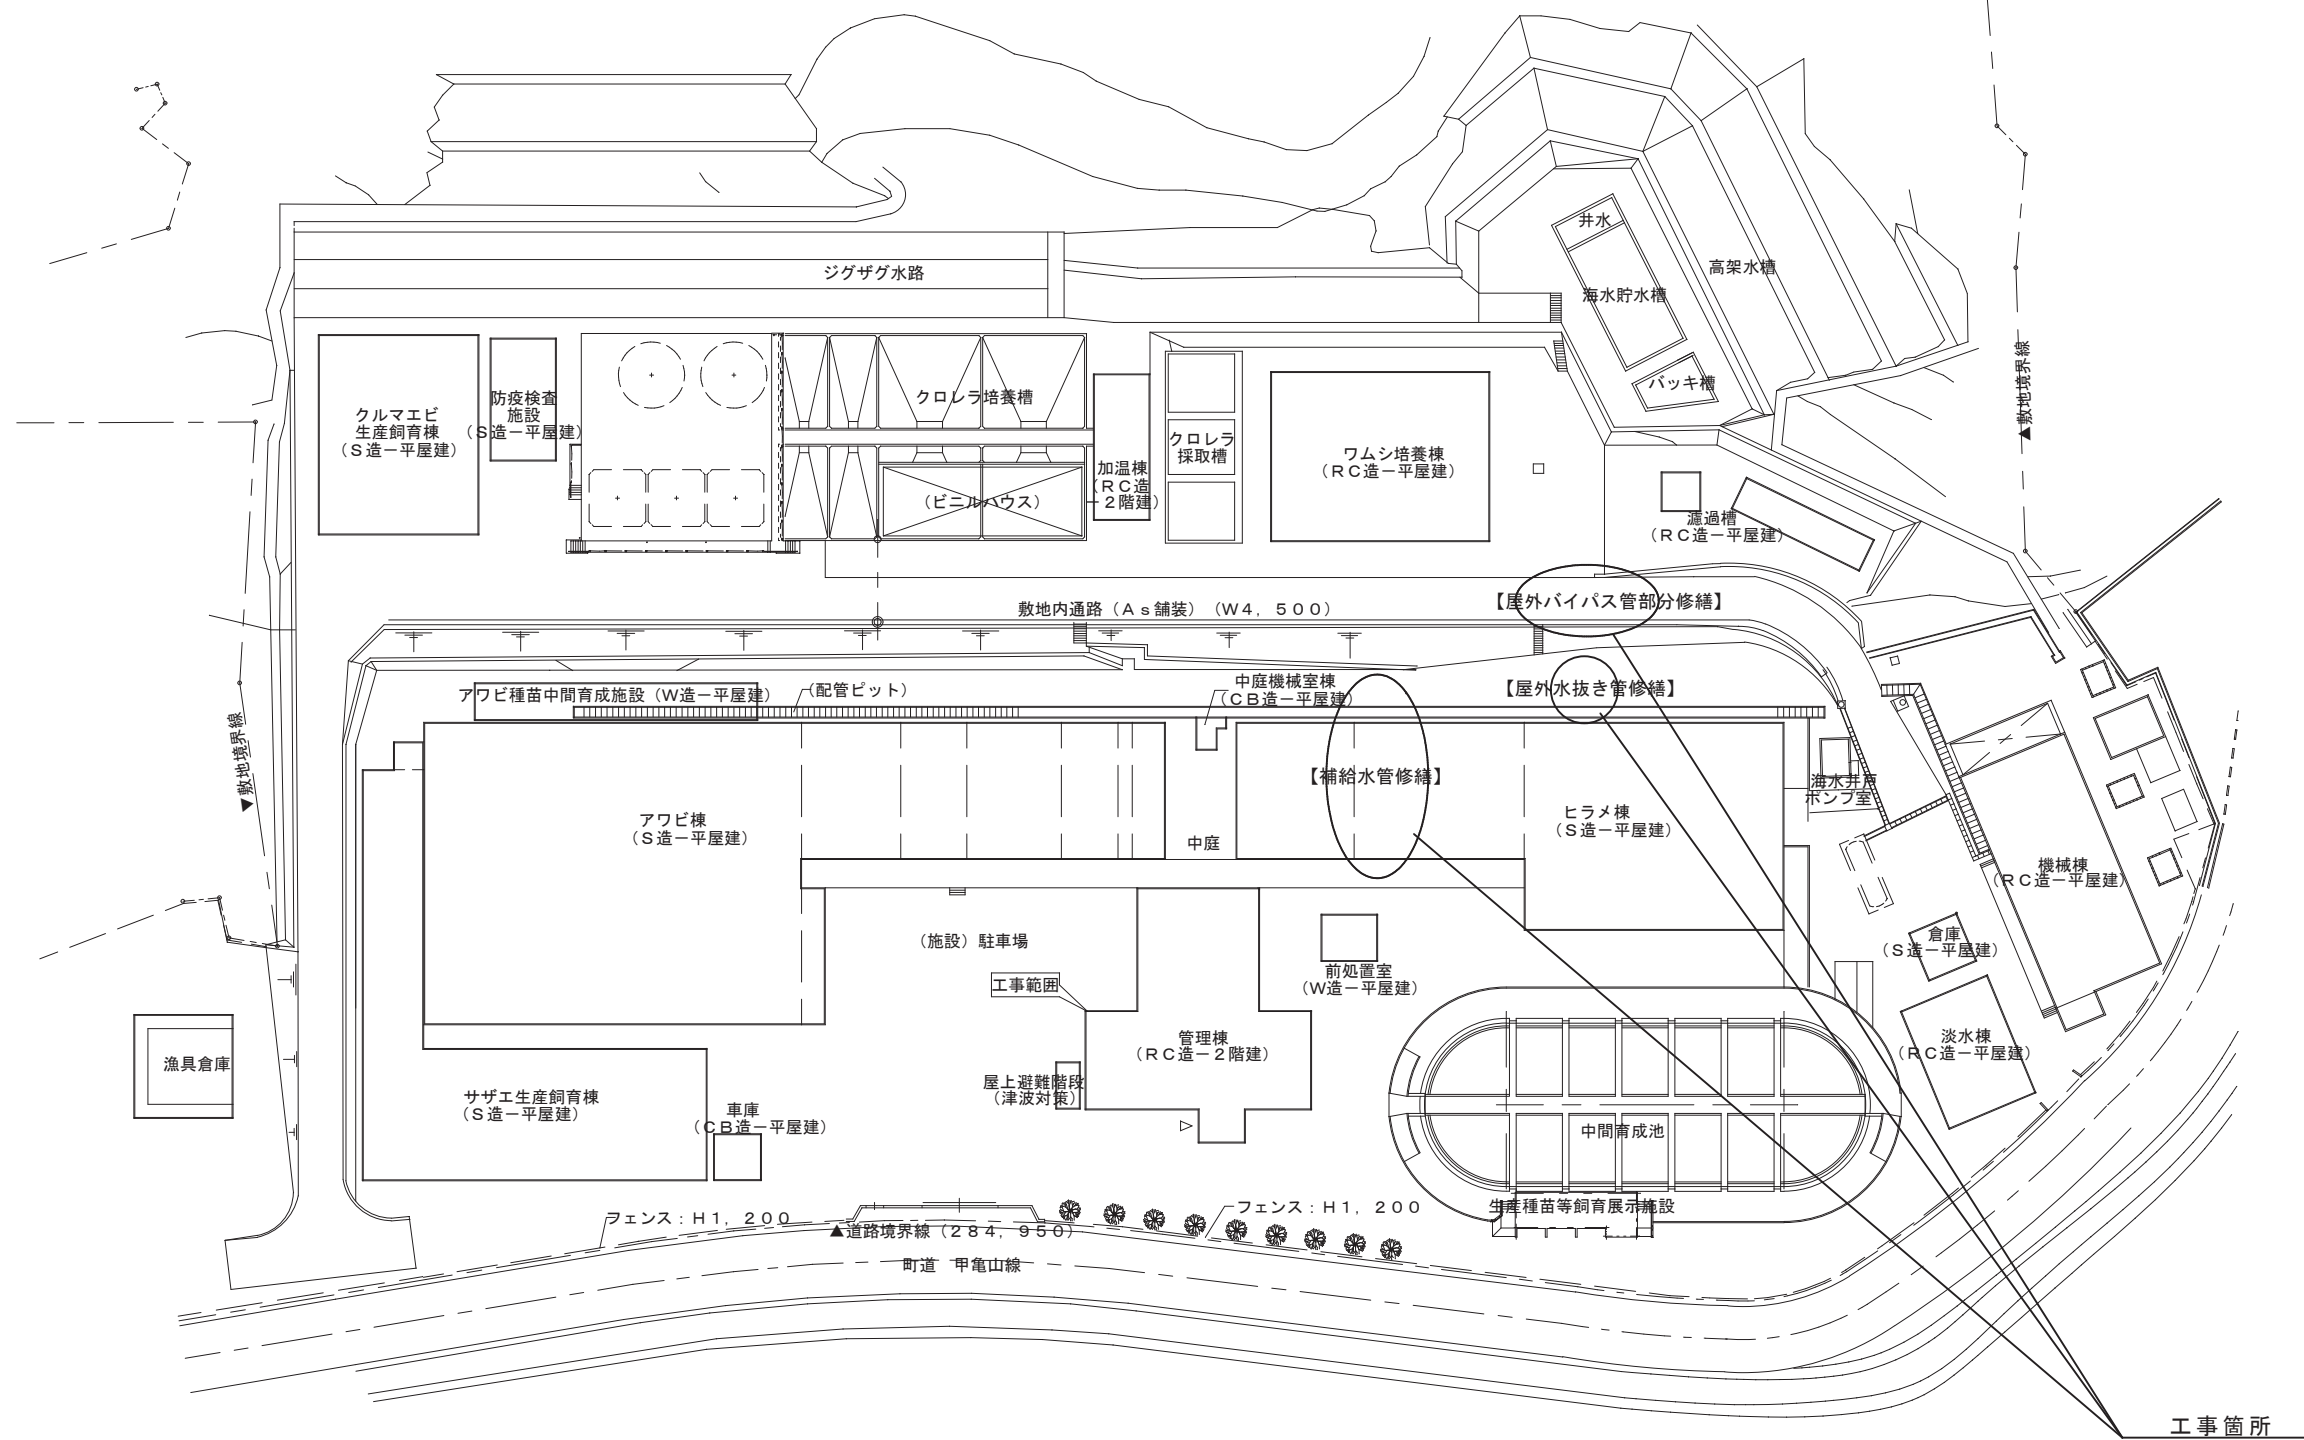 井水
高架水槽
海水貯水槽
バッキ槽
ジグザグ水路
▲敷地境界線
クルマエビ
生産飼育棟
（Ｓ造－平屋建）
防疫検査
施設
（Ｓ造－平屋建）
クロレラ培養槽
（ビニルハウス）
加温棟
（ＲＣ造
－２階建）
クロレラ
採取槽
ワムシ培養棟
（ＲＣ造－平屋建）
濾過槽
（ＲＣ造－平屋建）
敷地内通路（Ａｓ舗装）（Ｗ４，５００）
【屋外バイパス管部分修繕】
アワビ種苗中間育成施設（Ｗ造－平屋建）
（配管ピット）
中庭機械室棟
（ＣＢ造－平屋建）
【屋外水抜き管修繕】
▼敷地境界線
アワビ棟
（Ｓ造－平屋建）
中庭
【補給水管修繕】
ヒラメ棟
（Ｓ造－平屋建）
海水井戸
ポンプ室
機械棟
（ＲＣ造－平屋建）
（施設）駐車場
工事範囲
前処置室
（Ｗ造－平屋建）
倉庫
（Ｓ造－平屋建）
漁具倉庫
管理棟
（ＲＣ造－２階建）
淡水棟
（ＲＣ造－平屋建）
屋上避難階段
（津波対策）
サザエ生産飼育棟
（Ｓ造－平屋建）
車庫
（ＣＢ造－平屋建）
中間育成池
フェンス：Ｈ１，２００
▲道路境界線（２８４，９５０）
フェンス：Ｈ１，２００
生産種苗等飼育展示施設
町道　甲亀山線
工事箇所